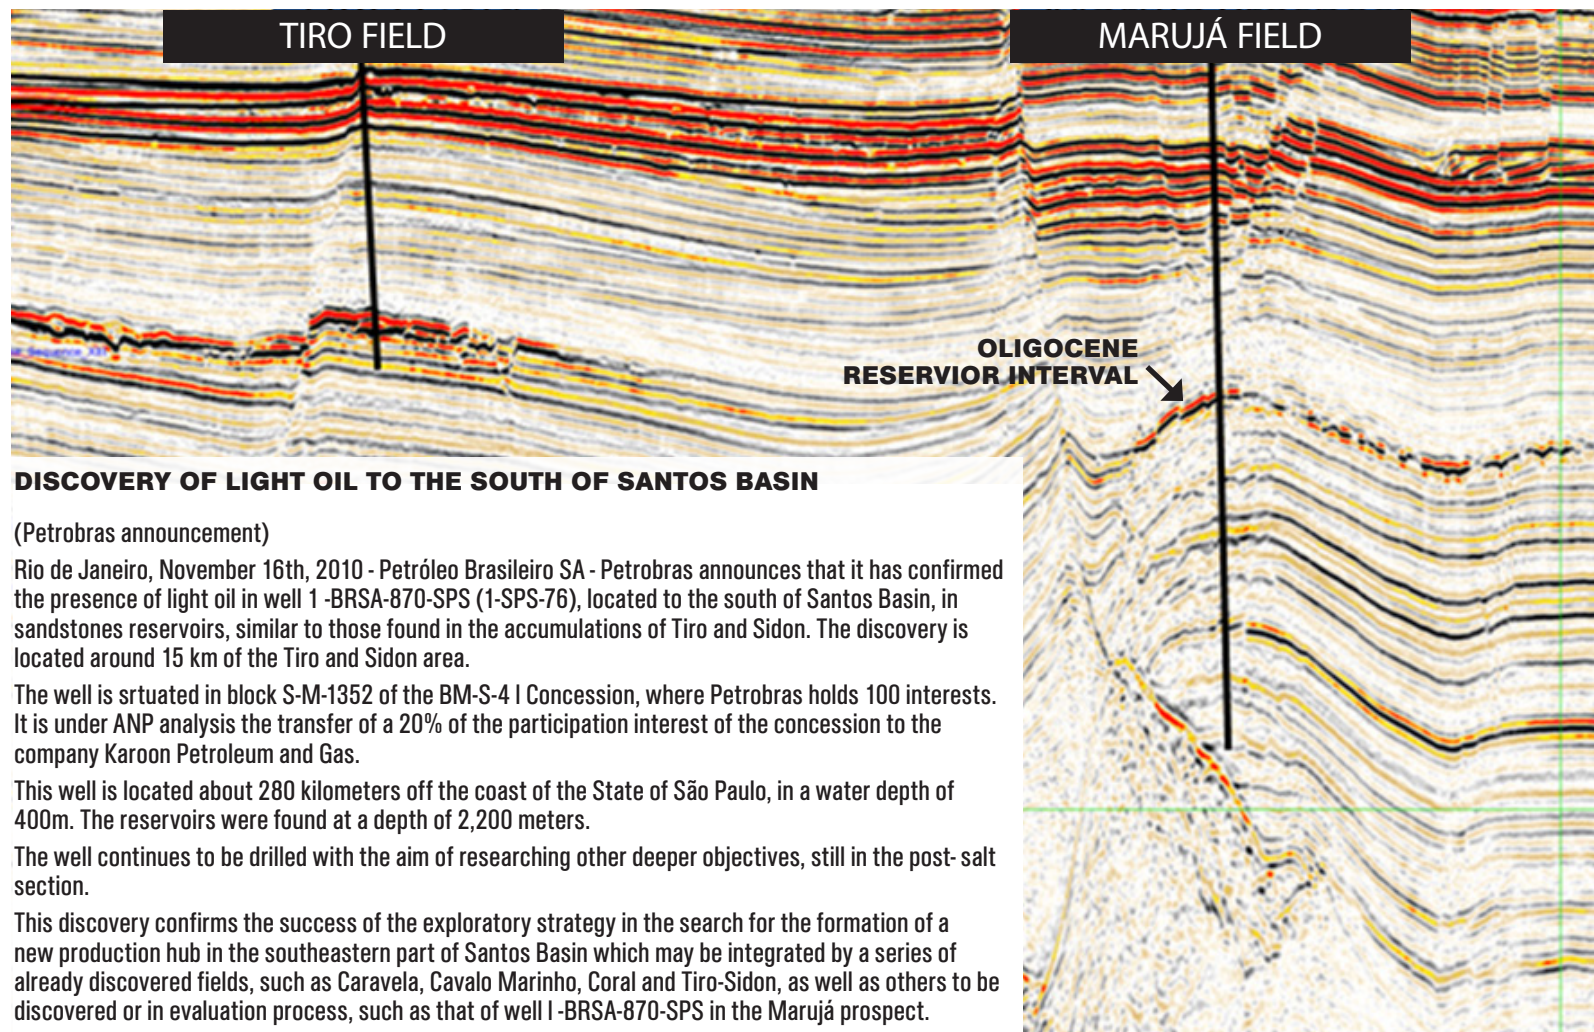 TIRO FIELD
MARUJÁ FIELD
OLIGOCENE
RESERVIOR INTERVAL
DISCOVERY OF LIGHT OIL TO THE SOUTH OF SANTOS BASIN
(Petrobras announcement)
Rio de Janeiro, November 16th, 2010 - Petróleo Brasileiro SA - Petrobras announces that it has confirmed
the presence of light oil in well 1 -BRSA-870-SPS (1-SPS-76), located to the south of Santos Basin, in
sandstones reservoirs, similar to those found in the accumulations of Tiro and Sidon. The discovery is
located around 15 km of the Tiro and Sidon area.
The well is srtuated in block S-M-1352 of the BM-S-4 l Concession, where Petrobras holds 100 interests.
It is under ANP analysis the transfer of a 20% of the participation interest of the concession to the
company Karoon Petroleum and Gas.
This well is located about 280 kilometers off the coast of the State of São Paulo, in a water depth of
400m. The reservoirs were found at a depth of 2,200 meters.
The well continues to be drilled with the aim of researching other deeper objectives, still in the post- salt
section.
This discovery confirms the success of the exploratory strategy in the search for the formation of a
new production hub in the southeastern part of Santos Basin which may be integrated by a series of
already discovered fields, such as Caravela, Cavalo Marinho, Coral and Tiro-Sidon, as well as others to be
discovered or in evaluation process, such as that of well l -BRSA-870-SPS in the Marujá prospect.